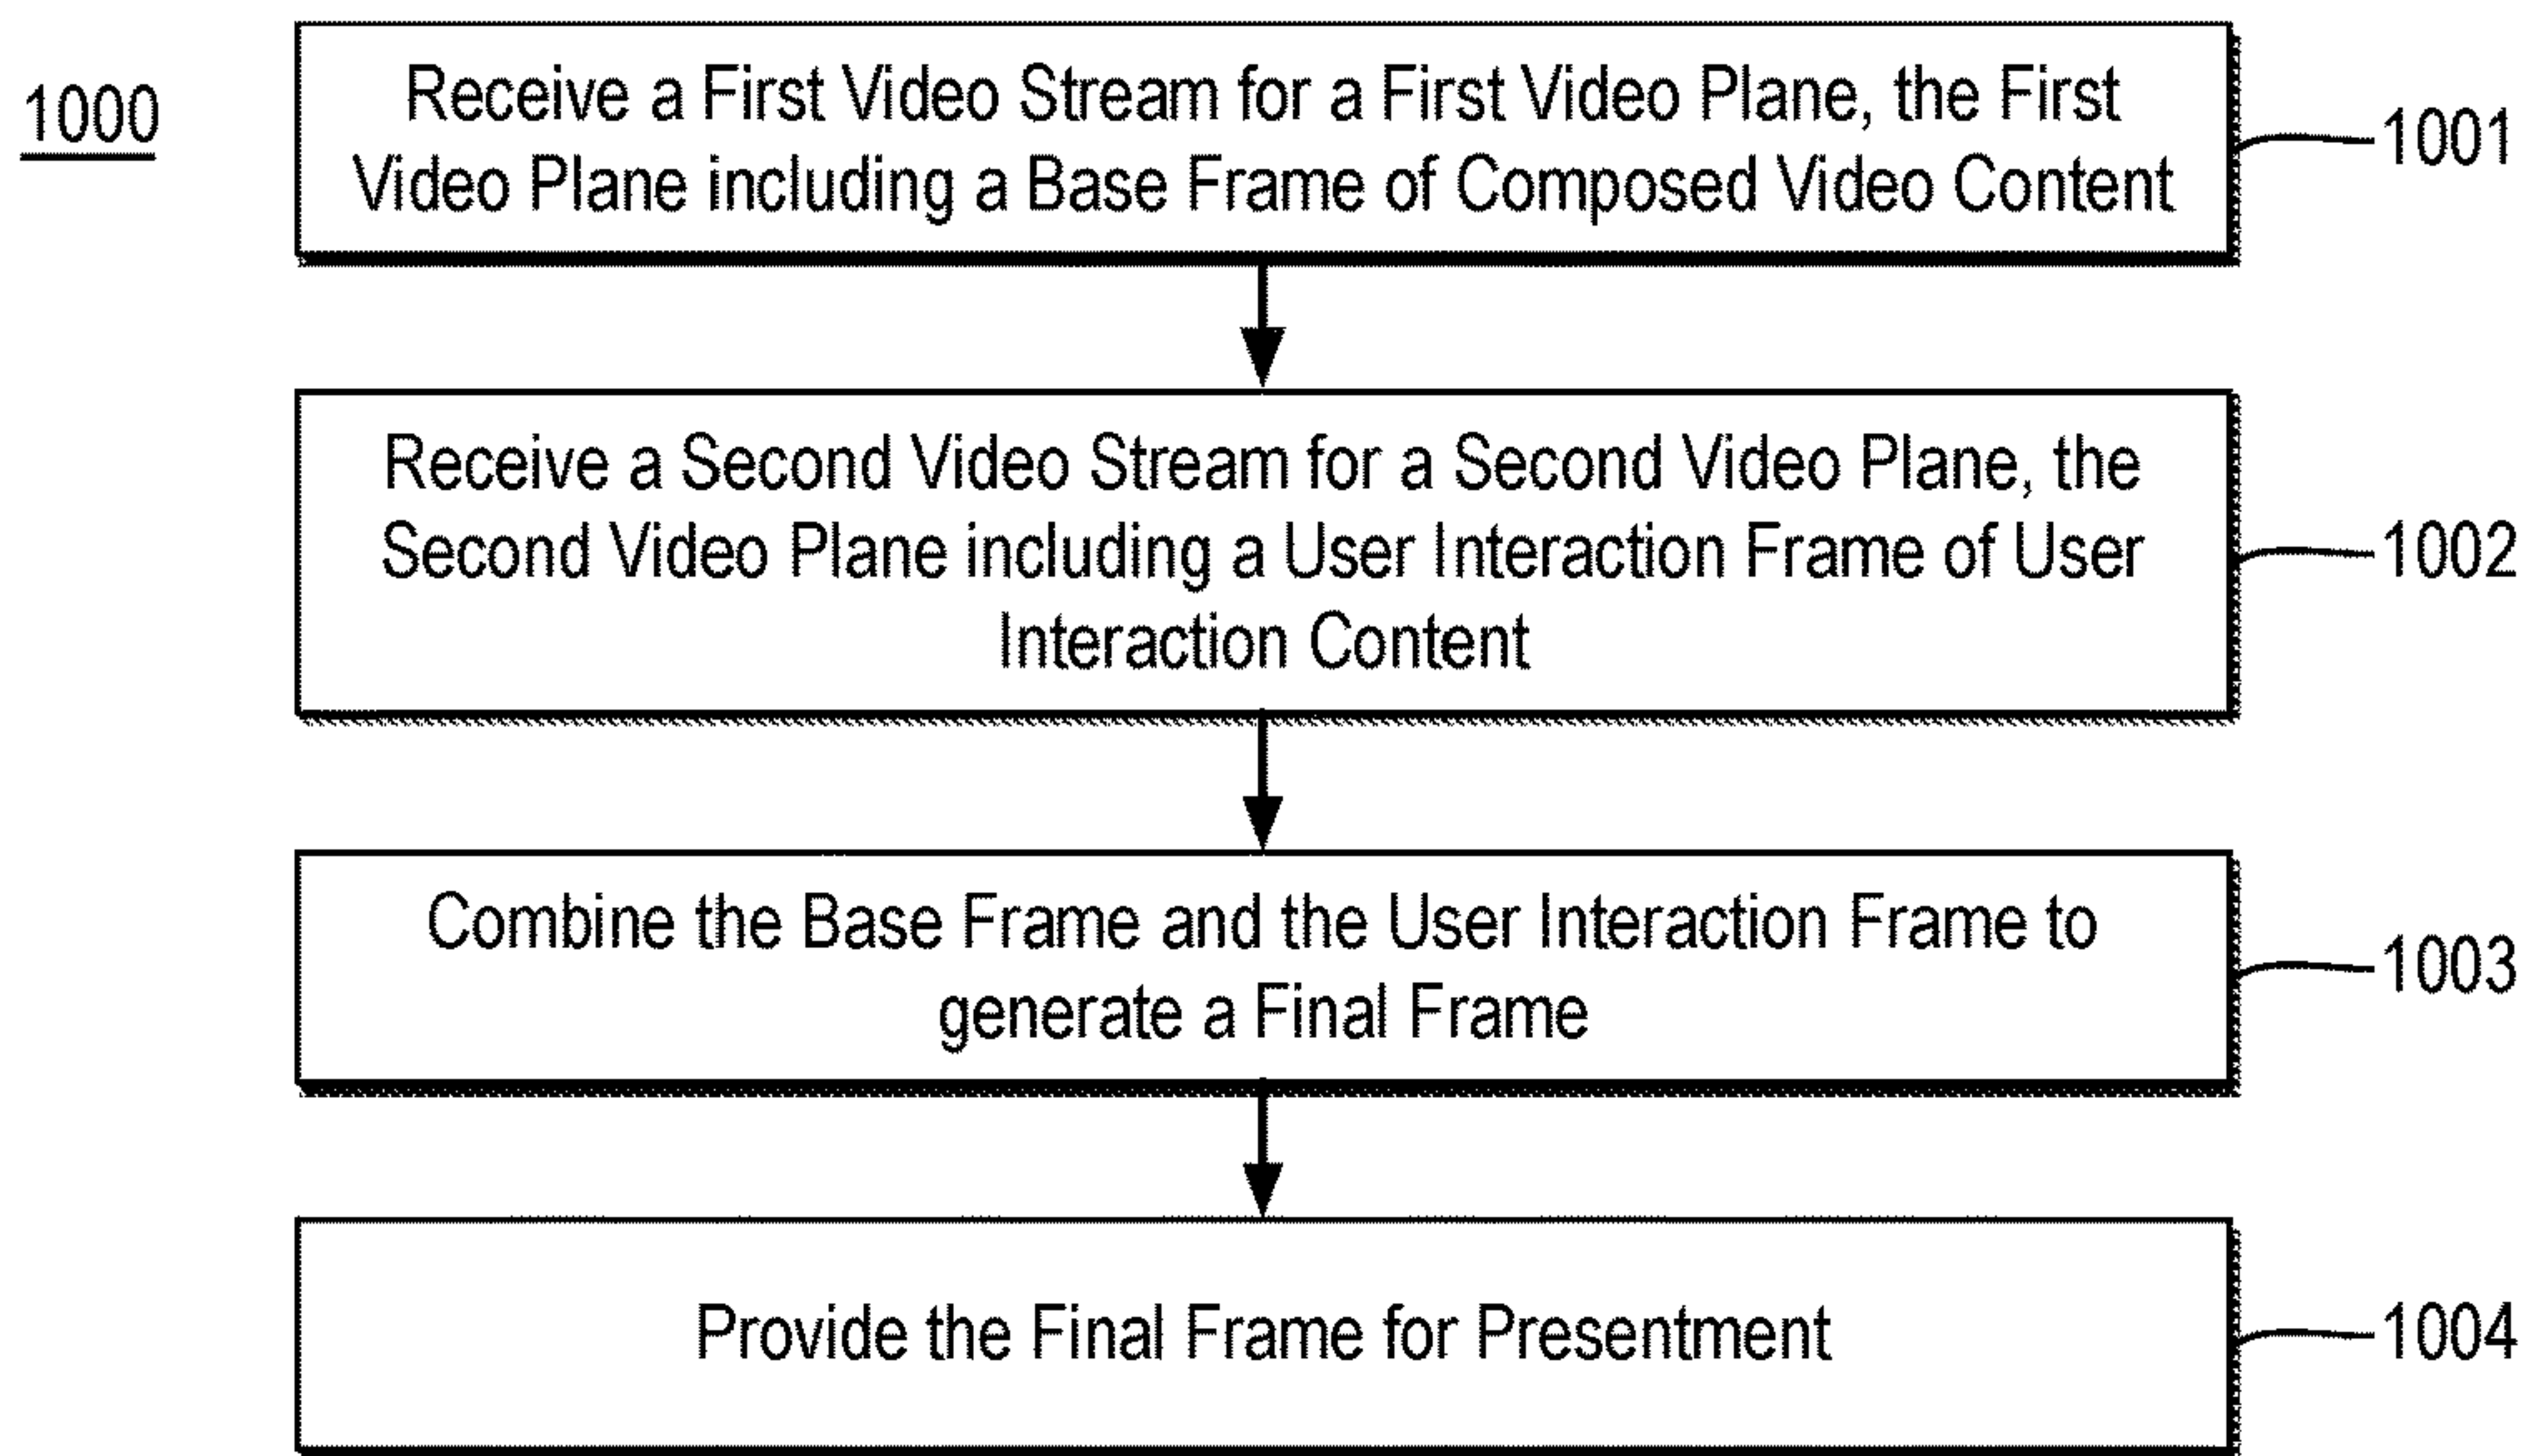 1000
Receive a First Video Stream for a First Video Plane, the First
Video Plane including a Base Frame of Composed Video Content
1001
Receive a Second Video Stream for a Second Video Plane, the
Second Video Plane including a User Interaction Frame of User
Interaction Content
1002
Combine the Base Frame and the User Interaction Frame to
generate a Final Frame
1003
Provide the Final Frame for Presentment
1004